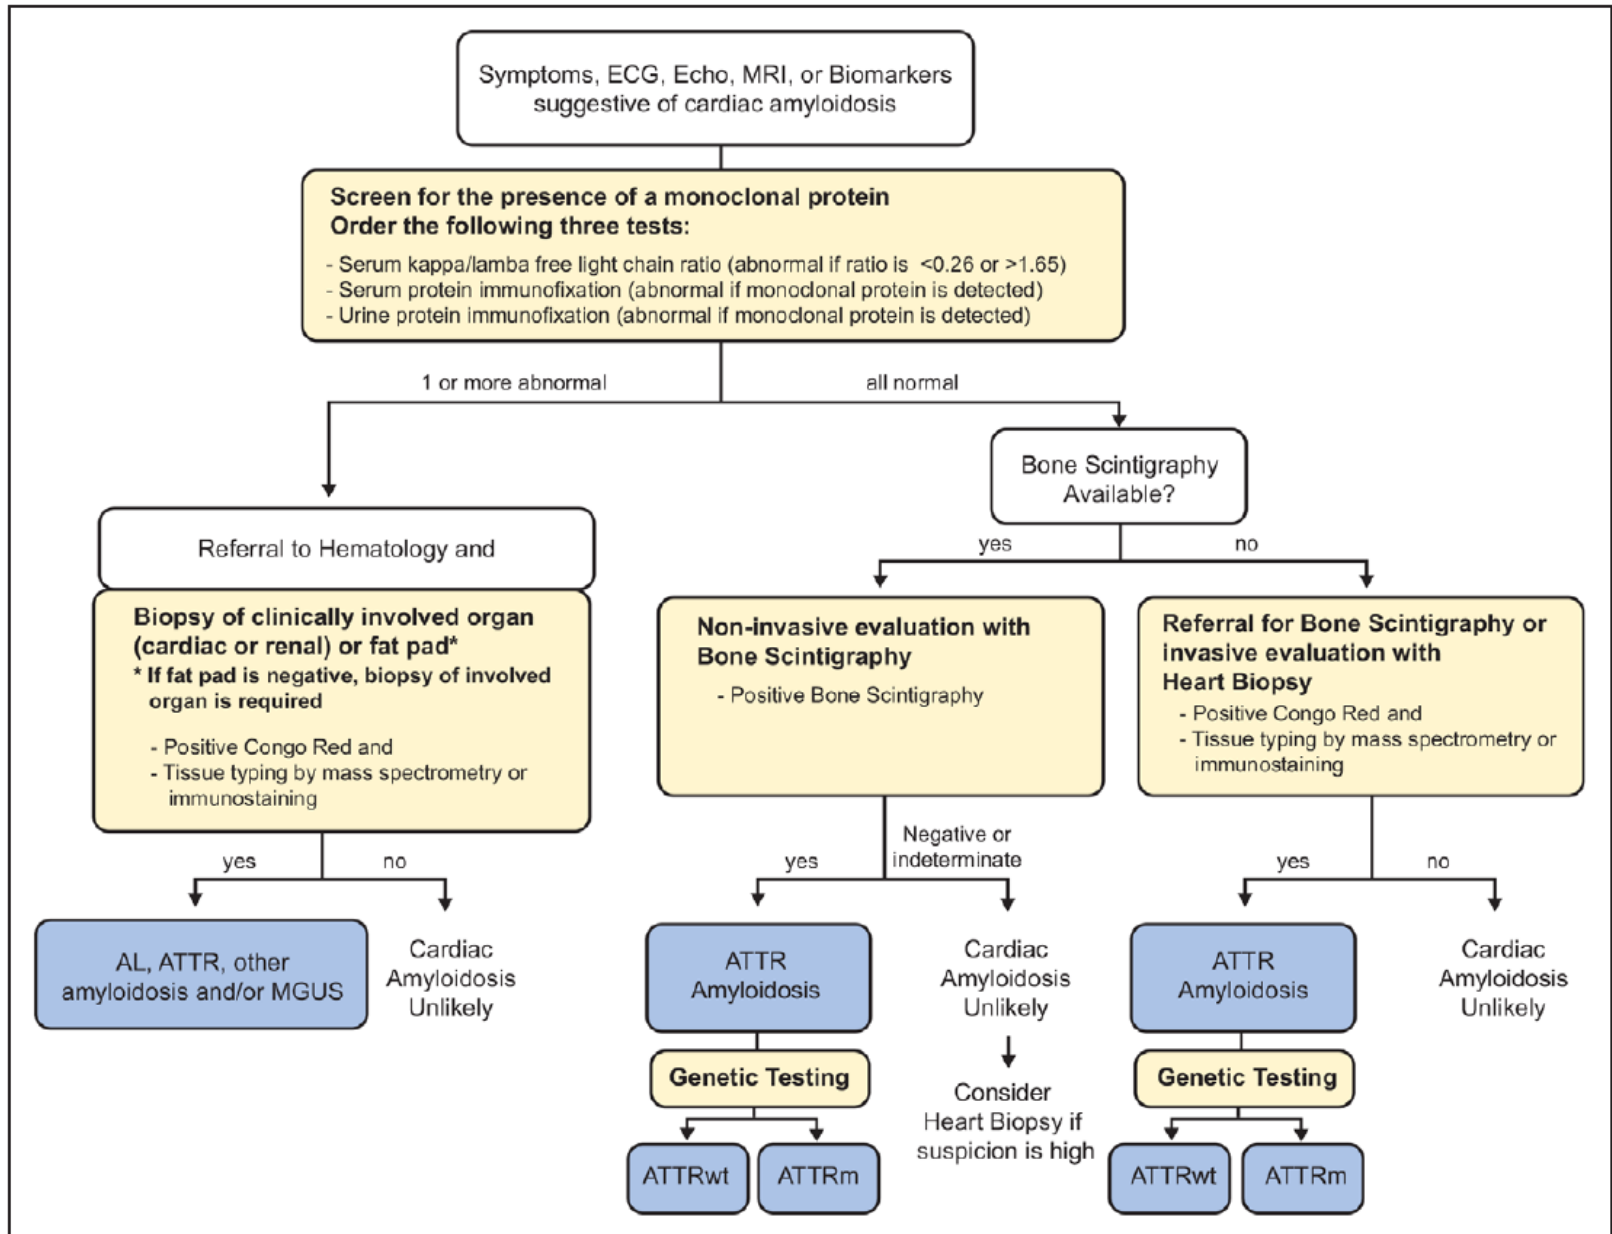 Symptoms, ECG, Echo, MRI, or Biomarkers
suggestive of cardiac amyloidosis
Screen for the presence of a monoclonal protein
Order the following three tests:
- Serum kappa/lamba free light chain ratio (abnormal if ratio is <0.26 or >1.65)
- Serum protein immunofixation (abnormal if monoclonal protein is detected)
- Urine protein immunofixation (abnormal if monoclonal protein is detected)
1 or more abnormal
all normal
Bone Scintigraphy
Available?
yes
no
Referral to Hematology and
Biopsy of clinically involved organ
(cardiac or renal) or fat pad*
* If fat pad is negative, biopsy of involved
organ is required
- Positive Congo Red and
- Tissue typing by mass spectrometry or
immunostaining
Non-invasive evaluation with
Bone Scintigraphy
- Positive Bone Scintigraphy
Referral for Bone Scintigraphy or
invasive evaluation with
Heart Biopsy
- Positive Congo Red and
- Tissue typing by mass spectrometry or
immunostaining
yes
no
AL, ATTR, other
amyloidosis and/or MGUS
Cardiac
Amyloidosis
Unlikely
yes
Negative or
indeterminate
ATTR
Amyloidosis
Genetic Testing
ATTRwt
ATTRm
Cardiac
Amyloidosis
Unlikely
Consider
Heart Biopsy if
suspicion is high
yes
no
ATTR
Amyloidosis
Genetic Testing
ATTRwt
ATTRm
Cardiac
Amyloidosis
Unlikely